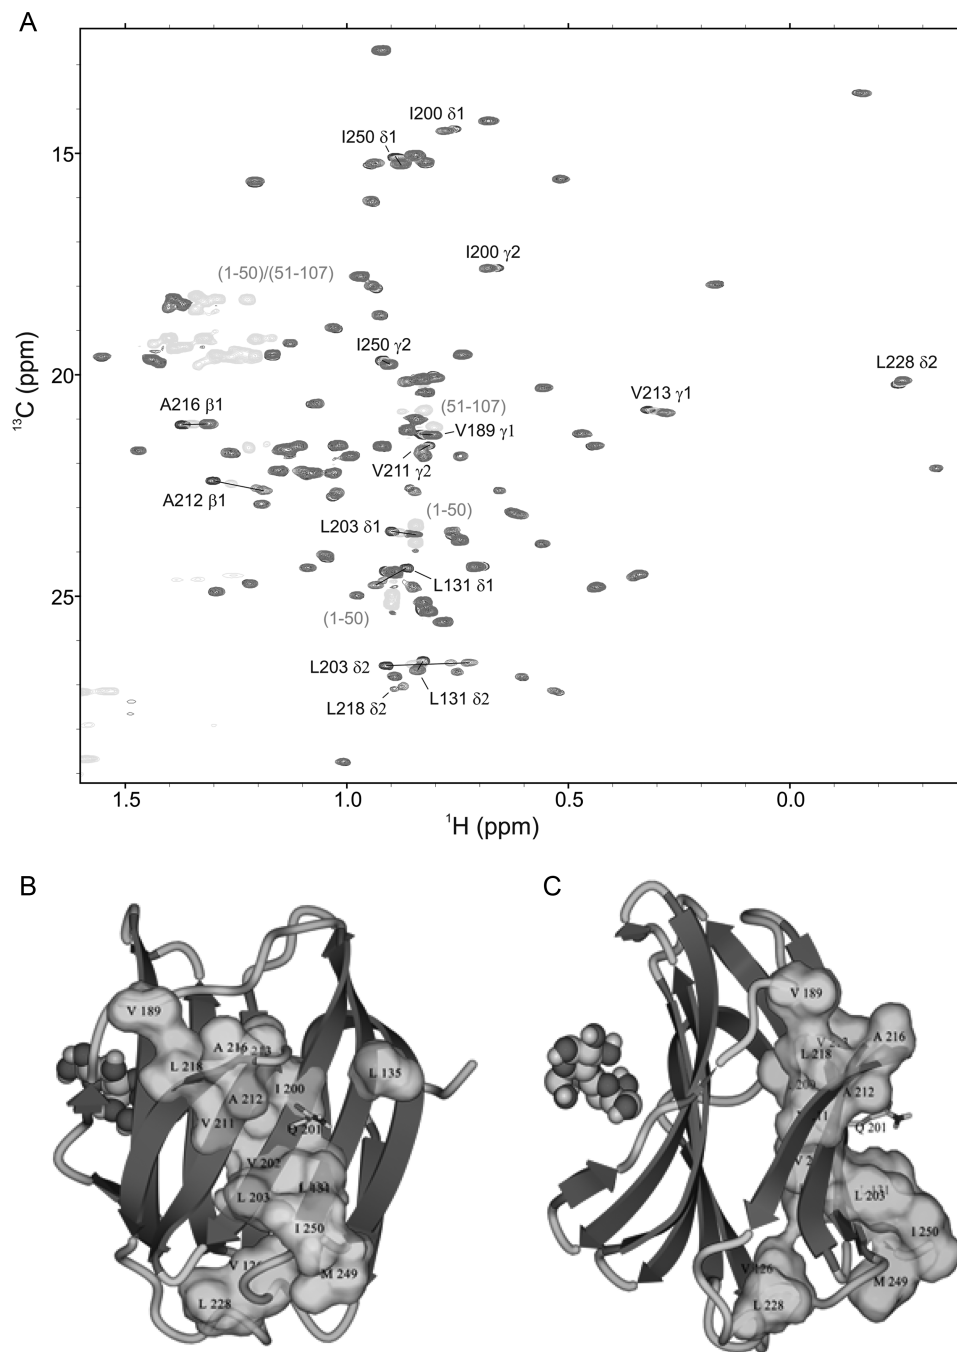 A
I200 δ1
I250 δ1
15
I200 γ2
(1-50)/(51-107)
I250 γ2
L228 δ2
20
V213 γ1
A216 β1
(51-107)
V189 γ1
V211 γ2
A212 β1
(1-50)
L203 δ1
L131 δ1
25
(1-50)
L203 δ2
L131 δ2
L218 δ2
13C (ppm)
1.5 1.0 0.5 0.0
1H (ppm)
B
V 189
A 216
L 218
I 200
L 135
A 212
V 211
Q 201
V 202
L 203
I 250
M 249
L 228
C
V 189
A 216
L 218
A 212
Q 201
L 203
I 250
V 126
M 249
L 228